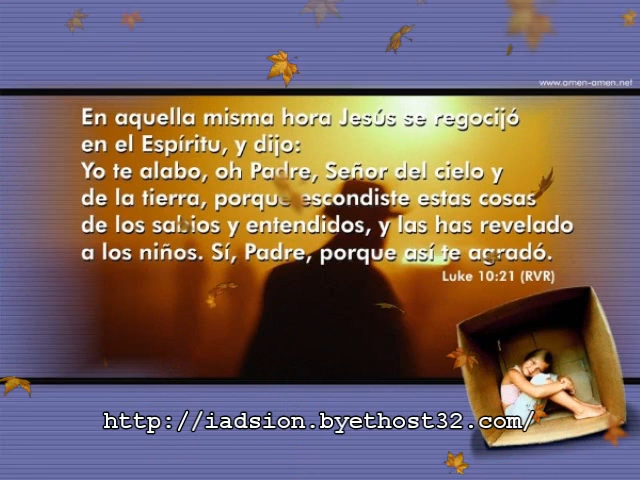 www.amen-amen.net
En aquella misma hora Jesús se regocijó
en el Espíritu, y dijo:
Yo te alabo, oh Padre, Señor del cielo y
de la tierra, porque escondiste estas cosas
de los sabios y entendidos, y las has revelado
a los niños. Sí, Padre, porque así te agradó.
Luke 10:21 (RVR)
http://iadsion.byethost32.com/